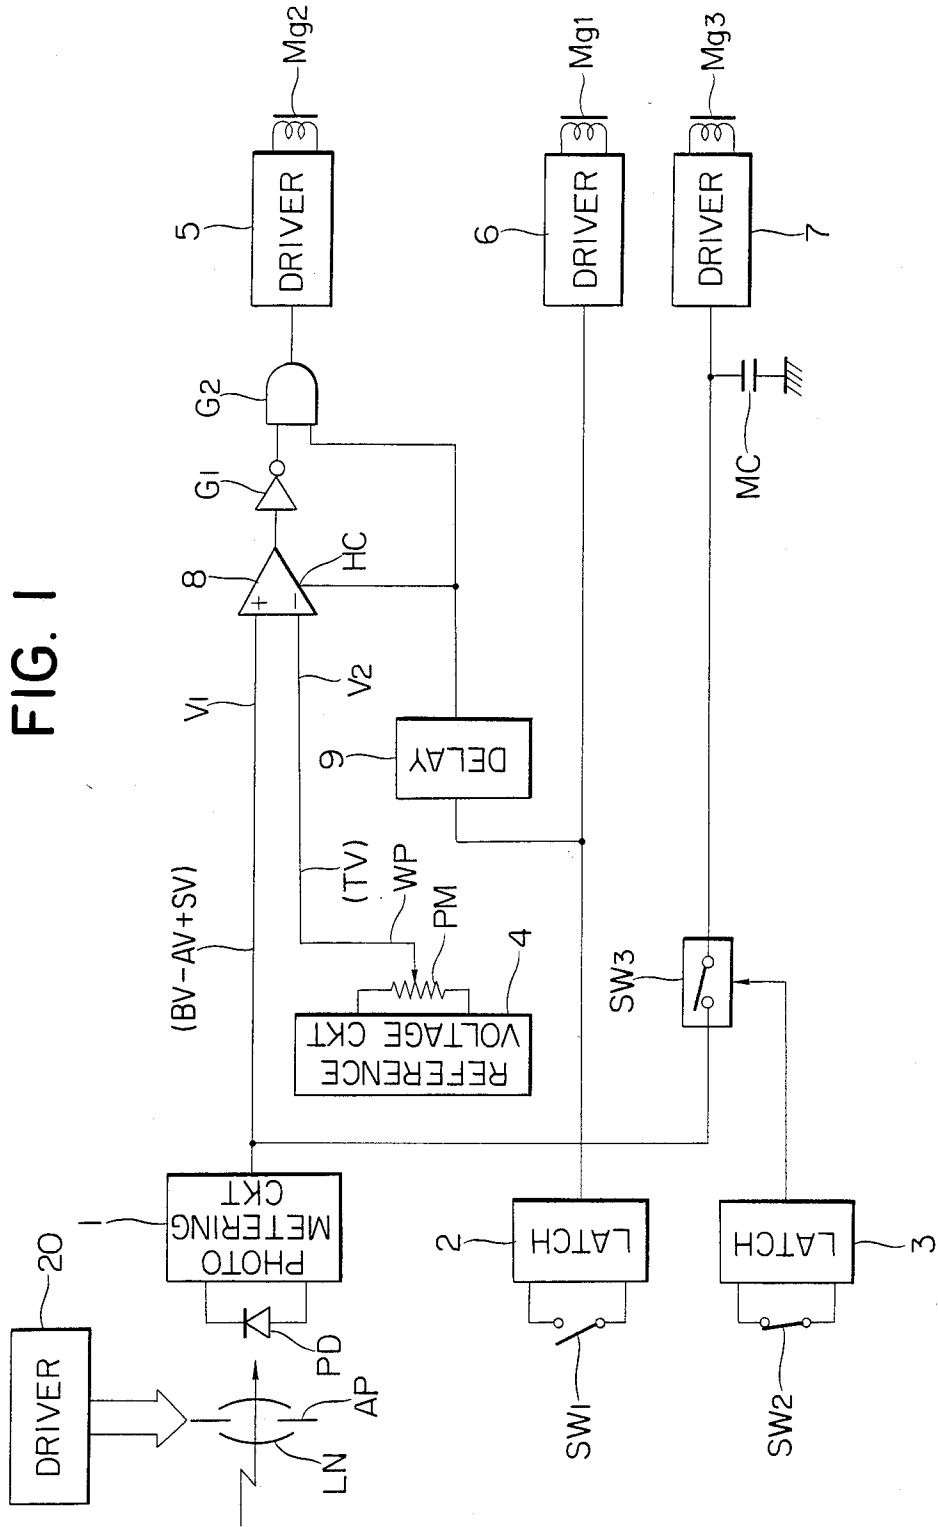 FIG. 1
DRIVER
20
LN
AP
PD
1
PHOTO
METERING
CKT
(BV-AV+SV)
V1
8
+
−
HC
G1
G2
5
DRIVER
Mg2
REFERENCE
VOLTAGE CKT
4
PM
WP
(TV)
V2
9
DELAY
SW1
2
LATCH
6
DRIVER
Mg1
SW2
3
LATCH
SW3
MC
7
DRIVER
Mg3